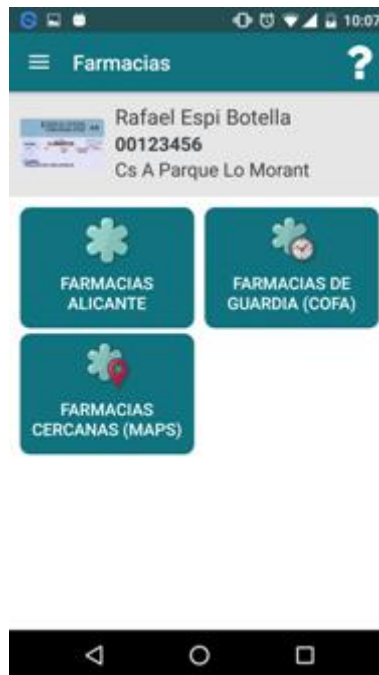 10:07
Farmacias
?
Rafael Espi Botella
00123456
Cs A Parque Lo Morant
FARMACIAS
ALICANTE
FARMACIAS DE
GUARDIA (COFA)
FARMACIAS
CERCANAS (MAPS)